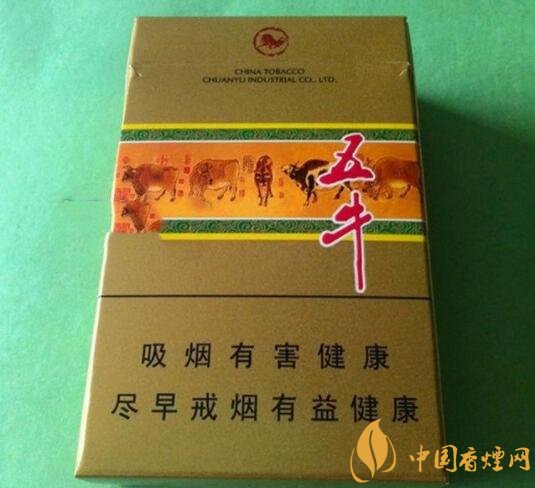 CHINA TOBACCO
CHUANYU INDUSTRIAL CO., LTD.
五牛
吸烟有害健康
尽早戒烟有益健康
中国香烟网